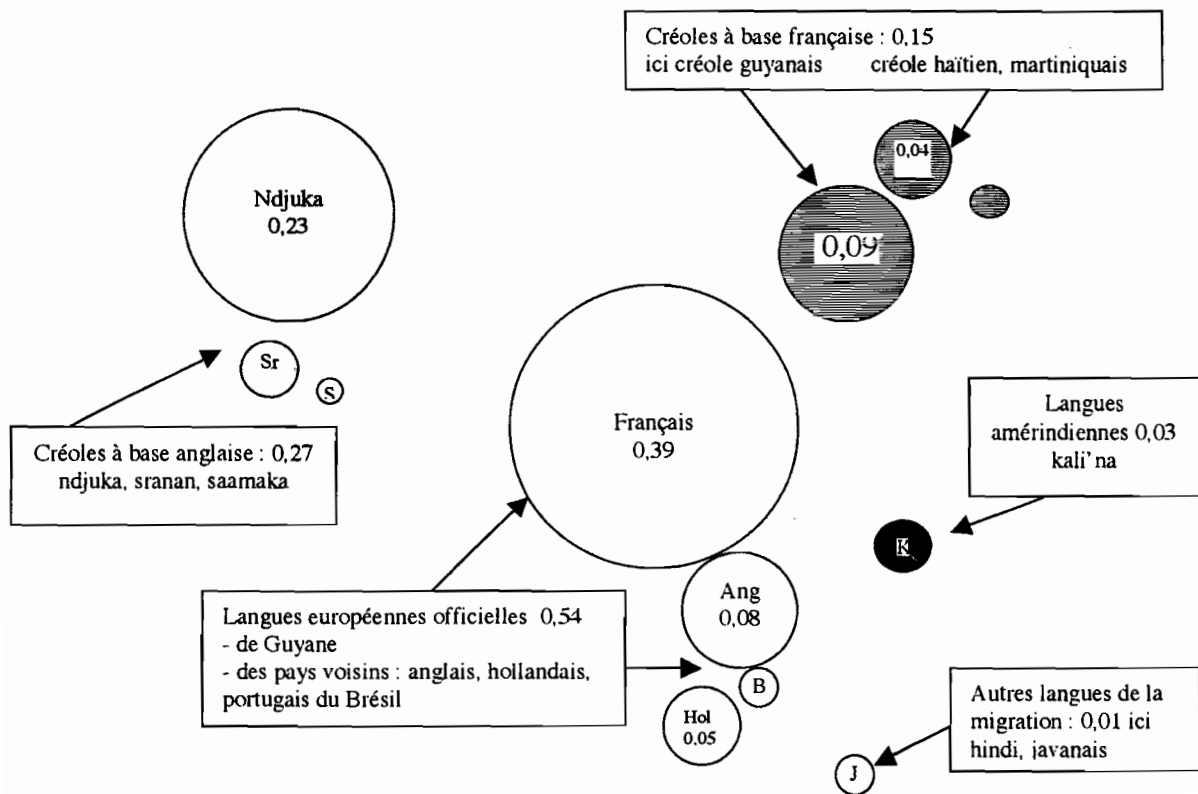 Créoles à base française : 0,15
ici créole guyanais créole haïtien, martiniquais
0,04
Ndjuka
0,23
0,09
Sr
S
Créoles à base anglaise : 0,27
ndjuka, sranan, saamaka
Français
0,39
Langues
amérindiennes 0,03
kali'na
K
Ang
0,08
Langues européennes officielles 0,54
- de Guyane
- des pays voisins : anglais, hollandais,
portugais du Brésil
B
Hol
0,05
Autres langues de la
migration : 0,01 ici
hindi, javanais
J